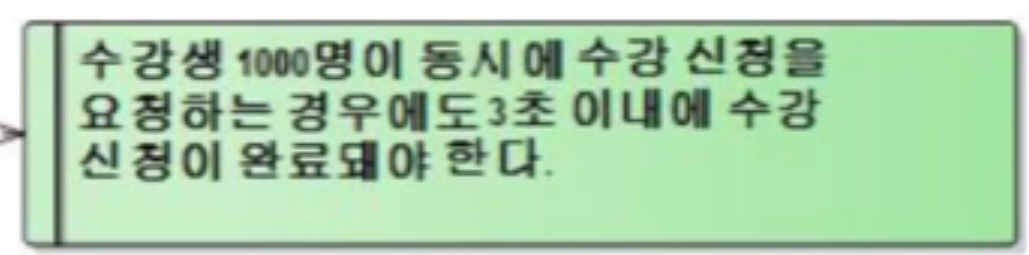 수강생 1000명이 동시에 수강 신청을
요청하는 경우에도 3초 이내에 수강
신청이 완료돼야 한다.